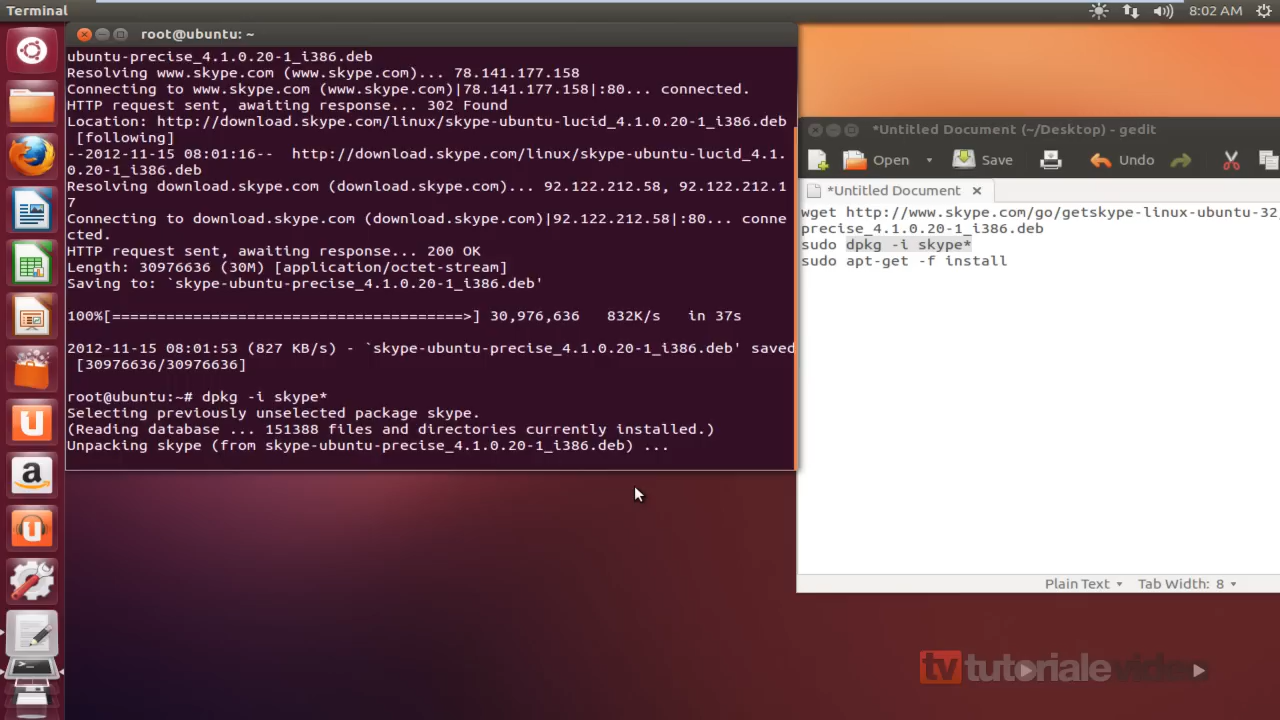 Terminal
8:02 AM
root@ubuntu: ~
ubuntu-precise_4.1.0.20-1_i386.deb
Resolving www.skype.com (www.skype.com)... 78.141.177.158
Connecting to www.skype.com (www.skype.com)|78.141.177.158|:80... connected.
HTTP request sent, awaiting response... 302 Found
Location: http://download.skype.com/linux/skype-ubuntu-lucid_4.1.0.20-1_i386.deb
[following]
--2012-11-15 08:01:16-- http://download.skype.com/linux/skype-ubuntu-lucid_4.1.
0.20-1_i386.deb
Resolving download.skype.com (download.skype.com)... 92.122.212.58, 92.122.212.1
7
Connecting to download.skype.com (download.skype.com)|92.122.212.58|:80... conne
cted.
HTTP request sent, awaiting response... 200 OK
Length: 30976636 (30M) [application/octet-stream]
Saving to: `skype-ubuntu-precise_4.1.0.20-1_i386.deb'
100%[=======================================>] 30,976,636 832K/s in 37s
2012-11-15 08:01:53 (827 KB/s) - `skype-ubuntu-precise_4.1.0.20-1_i386.deb' saved
[30976636/30976636]
root@ubuntu:~# dpkg -i skype*
Selecting previously unselected package skype.
(Reading database ... 151388 files and directories currently installed.)
Unpacking skype (from skype-ubuntu-precise_4.1.0.20-1_i386.deb) ...
*Untitled Document (~/Desktop) - gedit
Open Save Undo
*Untitled Document
wget http://www.skype.com/go/getskype-linux-ubuntu-32
precise_4.1.0.20-1_i386.deb
sudo dpkg -i skype*
sudo apt-get -f install
Plain Text Tab Width: 8
tv tutorialevideo